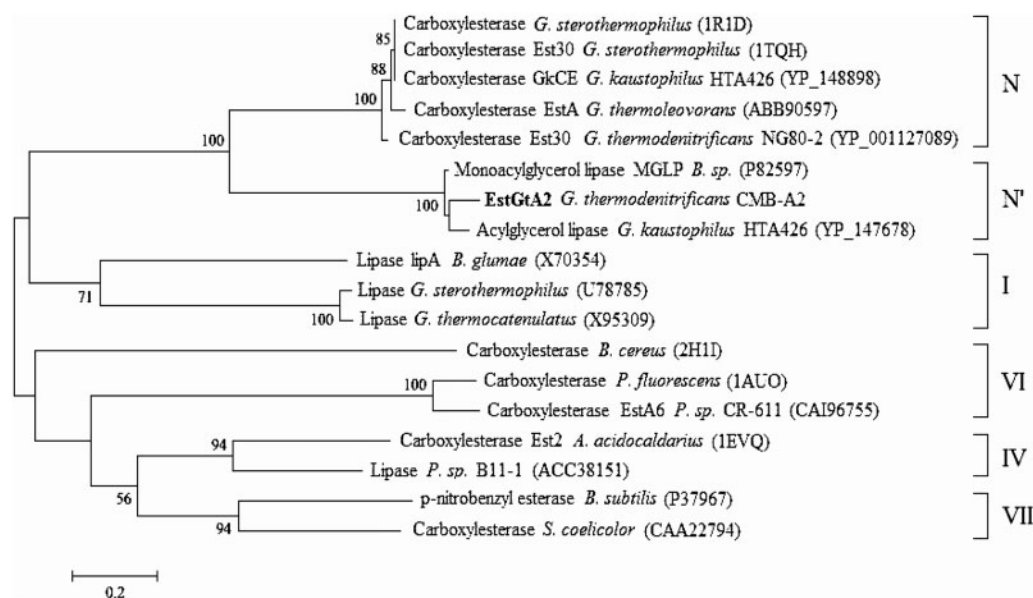 Carboxylesterase G. sterothermophilus (1R1D)
85
Carboxylesterase Est30 G. sterothermophilus (1TQH)
88
Carboxylesterase GkCE G. kaustophilus HTA426 (YP_148898)
N
100
Carboxylesterase EstA G. thermoleovorans (ABB90597)
100
Carboxylesterase Est30 G. thermodenitrificans NG80-2 (YP_001127089)
Monoacylglycerol lipase MGLP B. sp. (P82597)
100
EstGtA2 G. thermodenitrificans CMB-A2
N'
Acylglycerol lipase G. kaustophilus HTA426 (YP_147678)
Lipase lipA B. glumae (X70354)
71
Lipase G. sterothermophilus (U78785)
I
100
Lipase G. thermocatenulatus (X95309)
Carboxylesterase B. cereus (2H1I)
100
Carboxylesterase P. fluorescens (1AUO)
VI
Carboxylesterase EstA6 P. sp. CR-611 (CAI96755)
94
Carboxylesterase Est2 A. acidocaldarius (1EVQ)
IV
Lipase P. sp. B11-1 (ACC38151)
56
p-nitrobenzyl esterase B. subtilis (P37967)
VII
94
Carboxylesterase S. coelicolor (CAA22794)
0.2